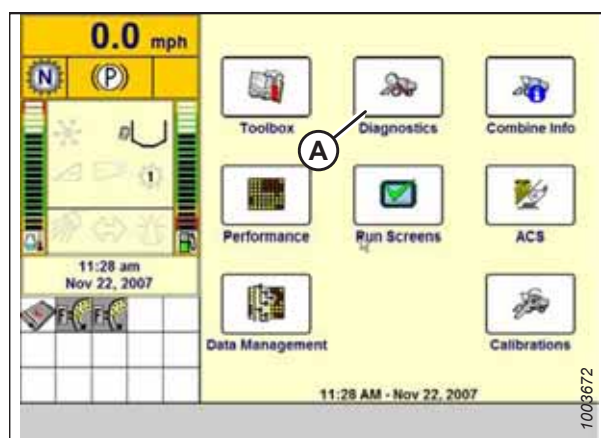 0.0 mph
N (P)
1
11:28 am
Nov 22, 2007
F F
Toolbox
Diagnostics
Combine Info
A
Performance
Run Screens
ACS
Data Management
Calibrations
11:28 AM - Nov 22, 2007
1003672